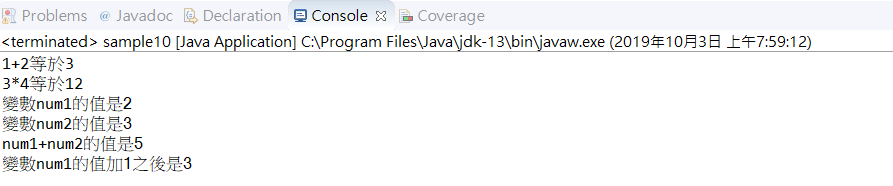 Problems @ Javadoc Declaration Console Coverage
<terminated> sample10 [Java Application] C:\Program Files\Java\jdk-13\bin\javaw.exe (2019年10月3日 上午7:59:12)
1+2等於3
3*4等於12
變數num1的值是2
變數num2的值是3
num1+num2的值是5
變數num1的值加1之後是3